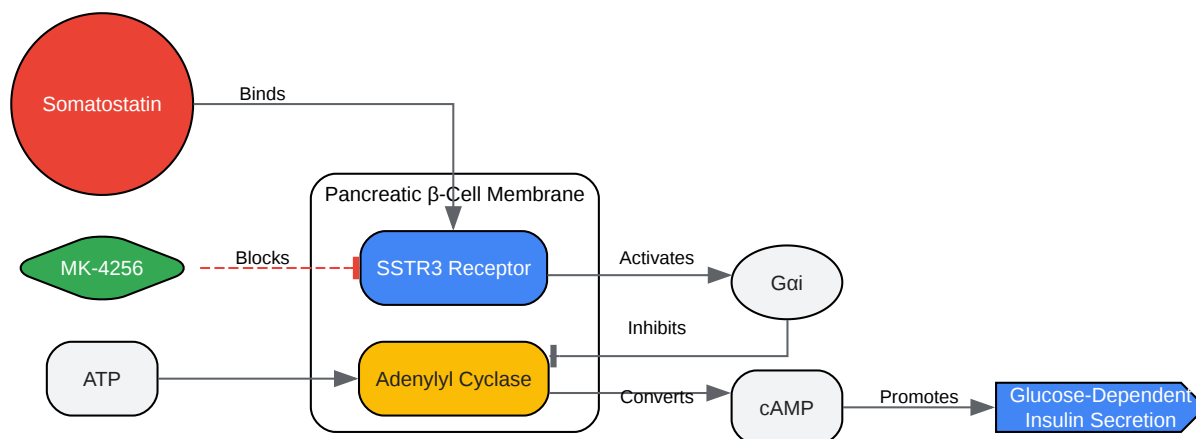 Somatostatin
Binds
Pancreatic β-Cell Membrane
MK-4256
Blocks
SSTR3 Receptor
Activates
Gαi
Inhibits
ATP
Adenylyl Cyclase
Converts
cAMP
Promotes
Glucose-Dependent
Insulin Secretion